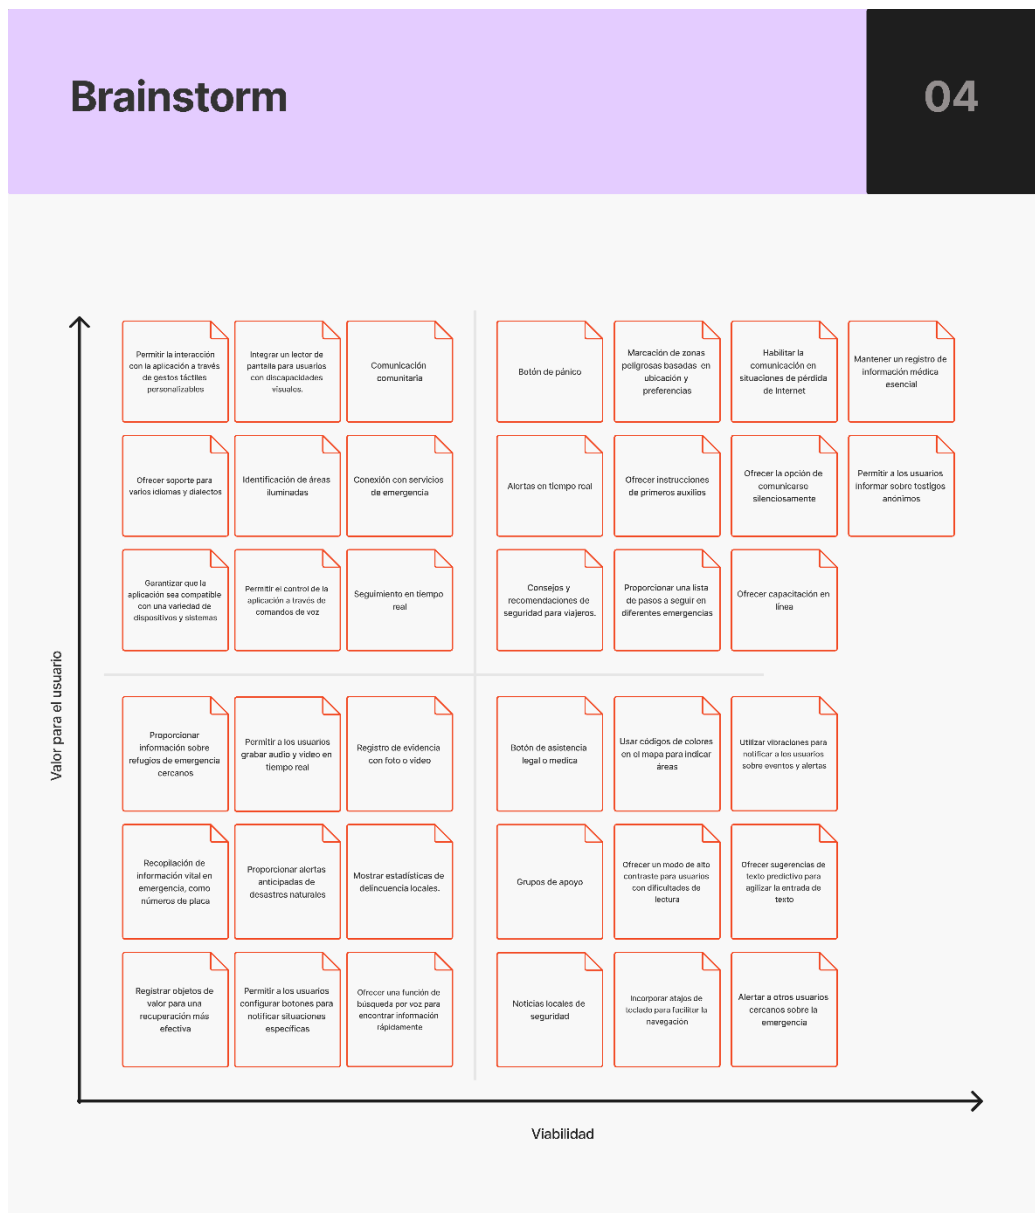 Brainstorm
04
Permitir la interacción
con la aplicación a través
de gestos táctiles
personalizables
Integrar un lector de
pantalla para usuarios
con discapacidades
visuales.
Comunicación
comunitaria
Botón de pánico
Marcación de zonas
peligrosas basadas en
ubicación y
preferencias
Habilitar la
comunicación en
situaciones de pérdida
de Internet
Mantener un registro de
información médica
esencial
Ofrecer soporte para
varios idiomas y dialectos
Identificación de áreas
iluminadas
Conexión con servicios
de emergencia
Alertas en tiempo real
Ofrecer instrucciones
de primeros auxilios
Ofrecer la opción de
comunicarse
silenciosamente
Permitir a los usuarios
informar sobre testigos
anónimos
Garantizar que la
aplicación sea compatible
con una variedad de
dispositivos y sistemas
Permitir el control de la
aplicación a través de
comandos de voz
Seguimiento en tiempo
real
Consejos y
recomendaciones de
seguridad para viajeros.
Proporcionar una lista
de pasos a seguir en
diferentes emergencias
Ofrecer capacitación en
línea
Valor para el usuario
Proporcionar
información sobre
refugios de emergencia
cercanos
Permitir a los usuarios
grabar audio y video en
tiempo real
Registro de evidencia
con foto o video
Botón de asistencia
legal o medica
Usar códigos de colores
en el mapa para indicar
áreas
Utilizar vibraciones para
notificar a los usuarios
sobre eventos y alertas
Recopilación de
información vital en
emergencia, como
números de placa
Proporcionar alertas
anticipadas de
desastres naturales
Mostrar estadísticas de
delincuencia locales.
Grupos de apoyo
Ofrecer un modo de alto
contraste para usuarios
con dificultades de
lectura
Ofrecer sugerencias de
texto predictivo para
agilizar la entrada de
texto
Registrar objetos de
valor para una
recuperación más
efectiva
Permitir a los usuarios
configurar botones para
notificar situaciones
específicas
Ofrecer una función de
búsqueda por voz para
encontrar información
rápidamente
Noticias locales de
seguridad
Incorporar atajos de
teclado para facilitar la
navegación
Alertar a otros usuarios
cercanos sobre la
emergencia
Viabilidad